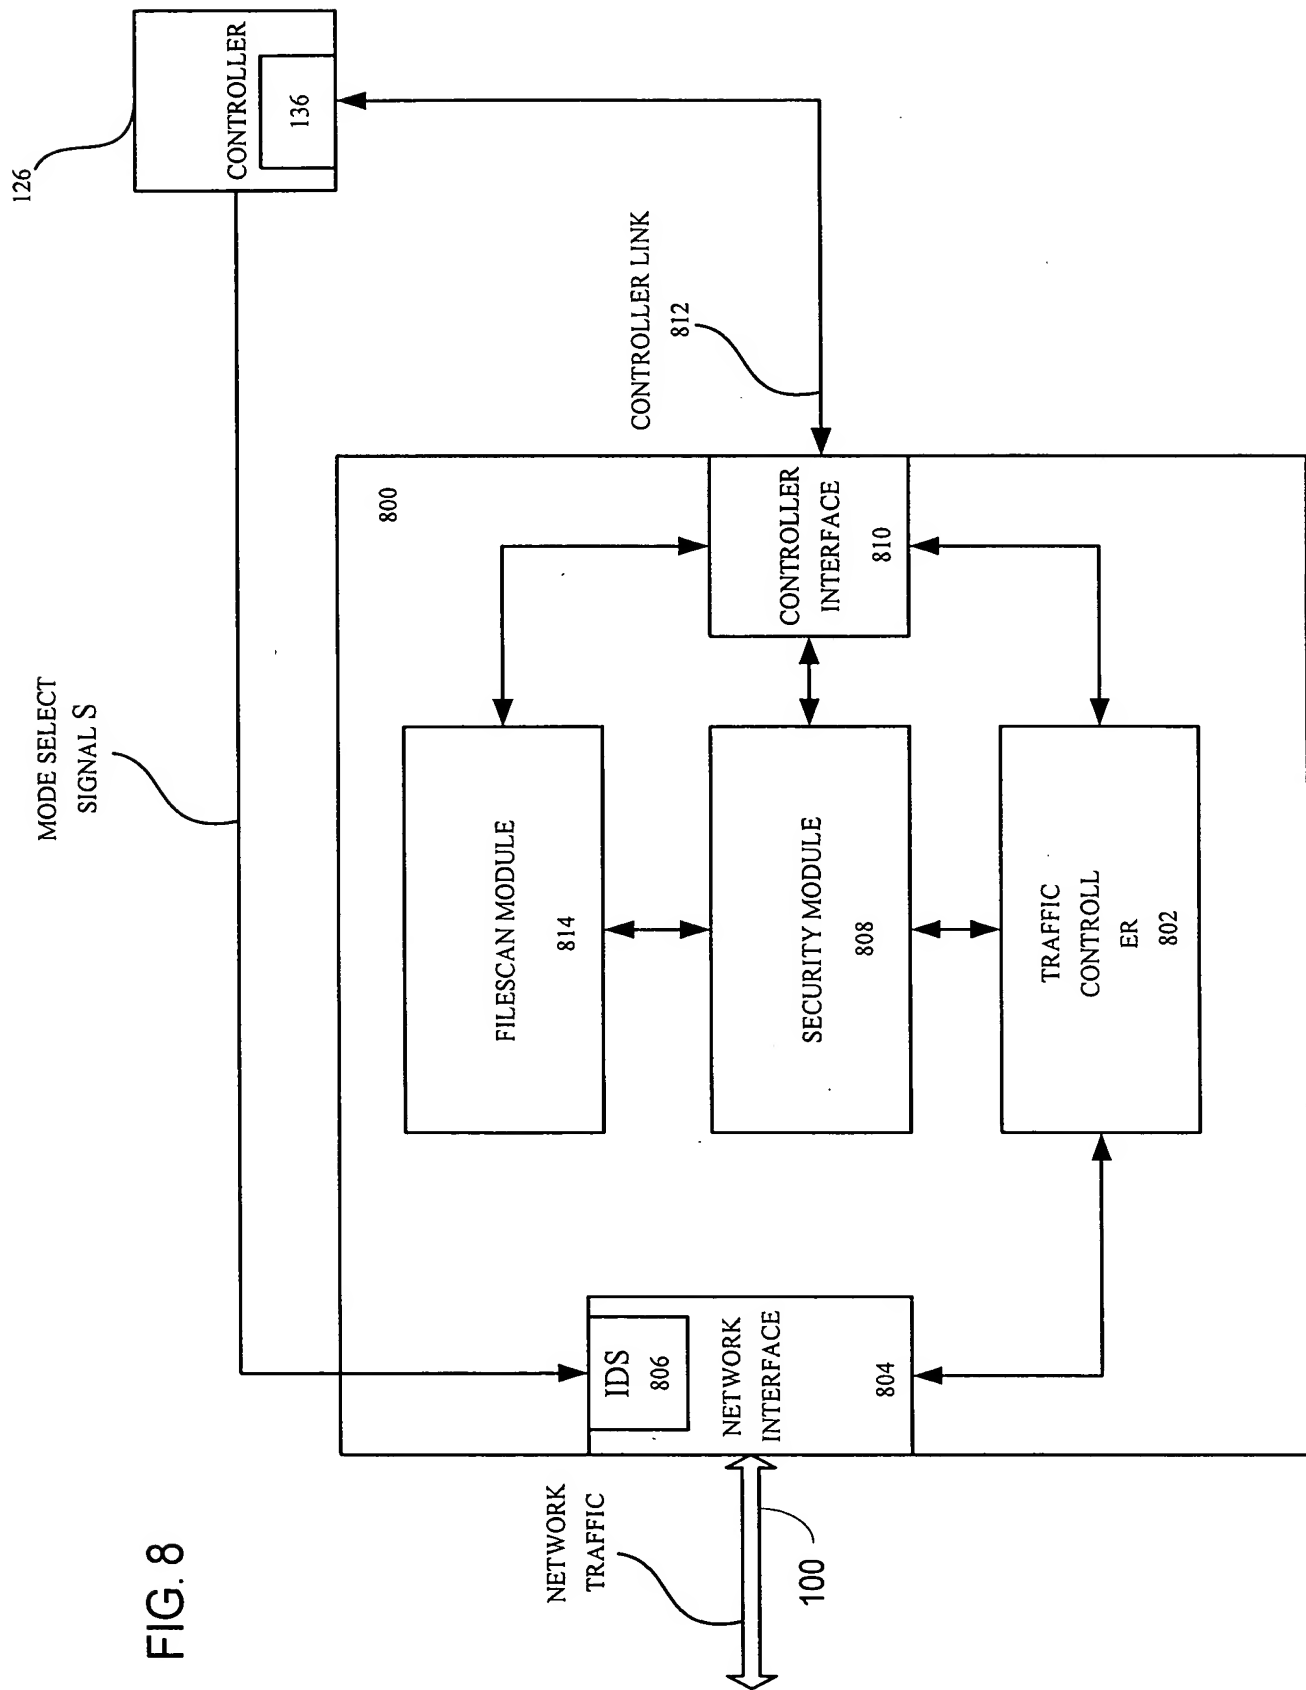 FIG. 8
MODE SELECT
SIGNAL S
126
CONTROLLER
136
CONTROLLER LINK
812
800
NETWORK
TRAFFIC
100
IDS
806
NETWORK
INTERFACE
804
FILESCAN MODULE
814
SECURITY MODULE
808
TRAFFIC
CONTROLL
ER
802
CONTROLLER
INTERFACE
810